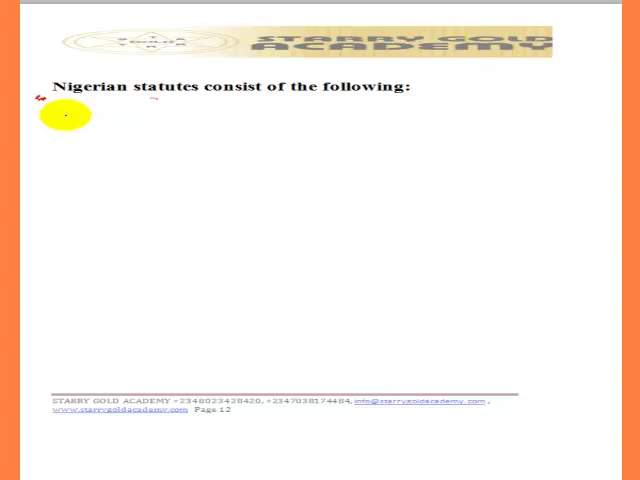 STARRY GOLD
ACADEMY
Nigerian statutes consist of the following:
STARRY GOLD ACADEMY +2348023428420, +2347038174484, info@starrygoldacademy.com ,
www.starrygoldacademy.com Page 12